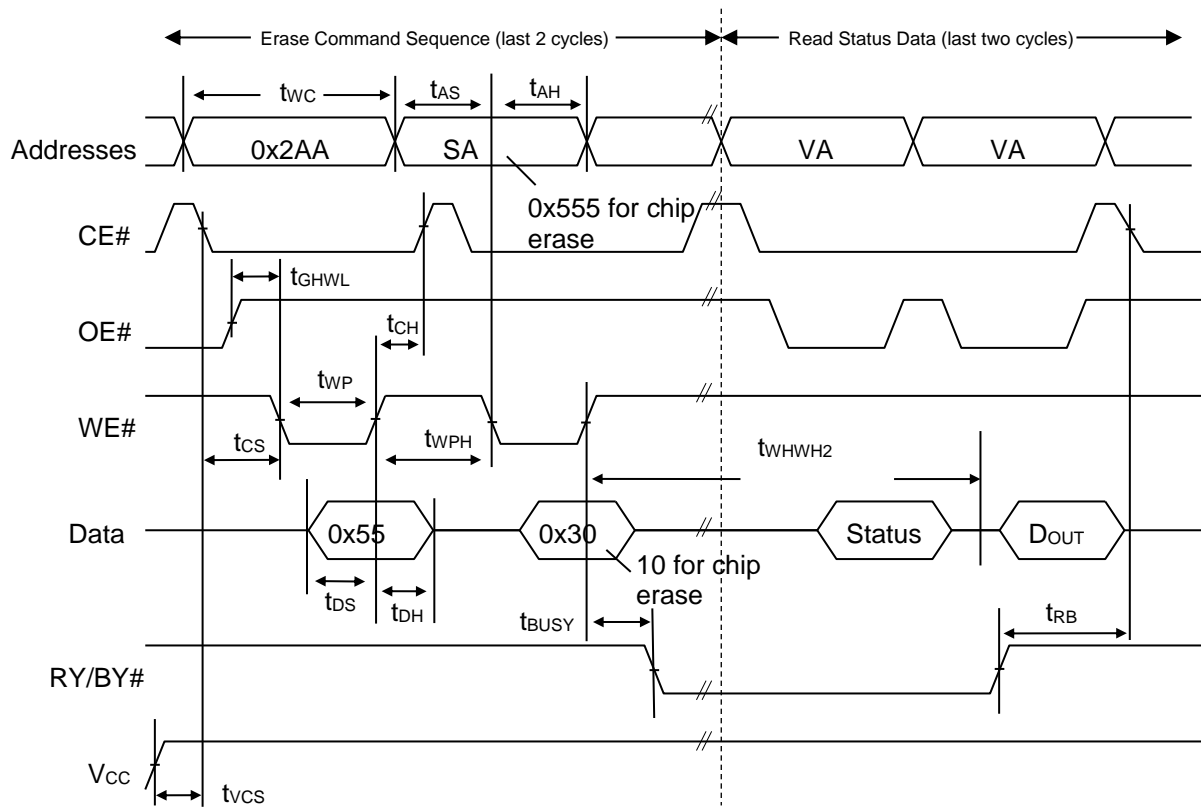 Erase Command Sequence (last 2 cycles)
Read Status Data (last two cycles)
tWC
tAS
tAH
Addresses
0x2AA
SA
VA
VA
0x555 for chip
erase
CE#
tGHWL
OE#
tCH
tWP
WE#
tCS
tWPH
tWHWH2
Data
0x55
0x30
Status
DOUT
10 for chip
erase
tDS
tDH
tBUSY
tRB
RY/BY#
VCC
tVCS